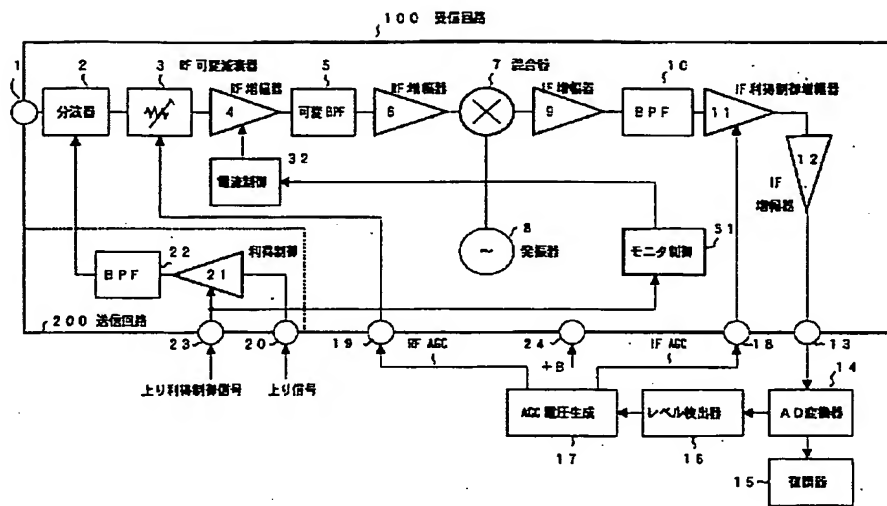 100 受信回路
1
2
分波器
3
RF可変減衰器
RF増幅器
4
5
可変BPF
RF増幅器
6
7 混合器
IF増幅器
9
10
BPF
IF利得制御増幅器
11
12
IF
増幅器
32
電流制御
8
~
発振器
31
モニタ制御
22
BPF
利得制御
21
200 送信回路
23
20
19
RF AGC
24
+B
IF AGC
18
13
上り利得制御信号
上り信号
AGC電圧生成
17
レベル検出器
16
14
AD変換器
15
復調器